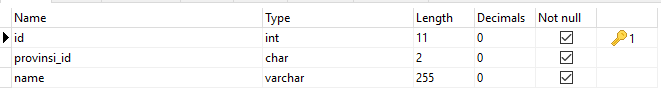 Name Type Length Decimals Not null
id int 11 0 1
provinsi_id char 2 0
name varchar 255 0